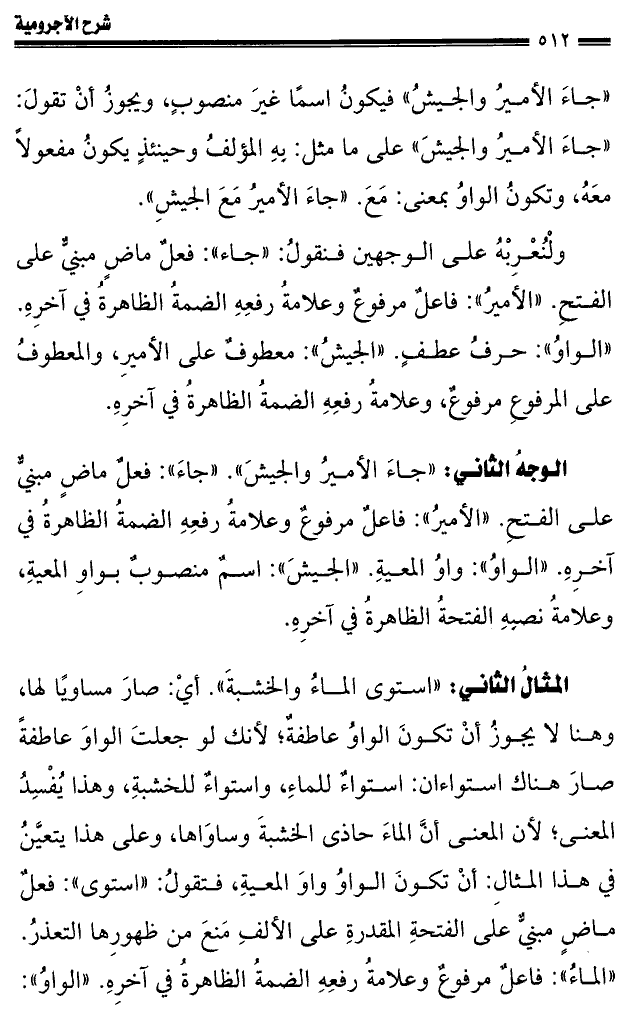 شرح الآجرومية
٥١٢
«جاءَ الأميرُ والجيشُ» فيكونُ اسمًا غيرَ منصوبٍ، ويجوزُ أنْ تقولَ:
«جاءَ الأميرُ والجيشَ» على ما مثل: بِهِ المؤلفُ وحينئذٍ يكونُ مفعولاً
معَهُ، وتكونُ الواوُ بمعنى: مَعَ. «جاءَ الأميرُ مَعَ الجيشِ».
ولْنُعْرِبْهُ على الوجهين فنقولُ: «جاء»: فعلٌ ماضٍ مبنيٌّ على
الفتحِ. «الأميرُ»: فاعلٌ مرفوعٌ وعلامةُ رفعِهِ الضمةُ الظاهرةُ في آخرِهِ.
«الواوُ»: حرفُ عطفٍ. «الجيشُ»: معطوفٌ على الأميرِ، والمعطوفُ
على المرفوعِ مرفوعٌ، وعلامةُ رفعِهِ الضمةُ الظاهرةُ في آخرِهِ.
الوجهُ الثاني: «جاءَ الأميرُ والجيشَ». «جاءَ»: فعلٌ ماضٍ مبنيٌّ
على الفتحِ. «الأميرُ»: فاعلٌ مرفوعٌ وعلامةُ رفعِهِ الضمةُ الظاهرةُ في
آخرِهِ. «الواوُ»: واوُ المعيةِ. «الجيشَ»: اسمٌ منصوبٌ بواوِ المعيةِ،
وعلامةُ نصبِهِ الفتحةُ الظاهرةُ في آخرِهِ.
المثالُ الثاني: «استوى الماءُ والخشبةَ». أيْ: صارَ مساويًا لها،
وهنا لا يجوزُ أنْ تكونَ الواوُ عاطفةٌ؛ لأنك لو جعلتَ الواوَ عاطفةً
صارَ هناك استواءان: استواءٌ للماءِ، واستواءٌ للخشبةِ، وهذا يُفْسِدُ
المعنى؛ لأن المعنى أنَّ الماءَ حاذى الخشبةَ وساوَاها، وعلى هذا يتعيَّنُ
في هذا المثالِ: أنْ تكونَ الواوُ واوَ المعيةِ، فتقولُ: «استوى»: فعلٌ
ماضٍ مبنيٌّ على الفتحةِ المقدرةِ على الألفِ مَنعَ من ظهورِها التعذرُ.
«الماءُ»: فاعلٌ مرفوعٌ وعلامةُ رفعِهِ الضمةُ الظاهرةُ في آخرِهِ. «الواوُ»: